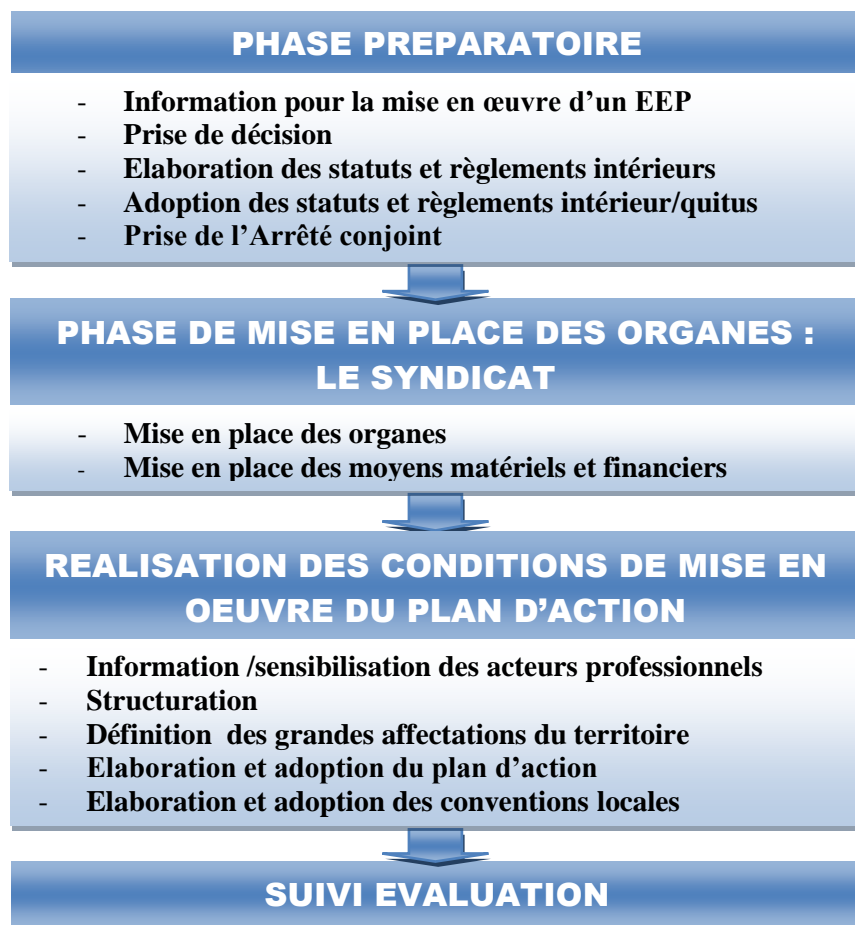 PHASE PREPARATOIRE
- Information pour la mise en œuvre d’un EEP
- Prise de décision
- Elaboration des statuts et règlements intérieurs
- Adoption des statuts et règlements intérieur/quitus
- Prise de l’Arrêté conjoint
PHASE DE MISE EN PLACE DES ORGANES :
LE SYNDICAT
- Mise en place des organes
- Mise en place des moyens matériels et financiers
REALISATION DES CONDITIONS DE MISE EN
OEUVRE DU PLAN D’ACTION
- Information /sensibilisation des acteurs professionnels
- Structuration
- Définition des grandes affectations du territoire
- Elaboration et adoption du plan d’action
- Elaboration et adoption des conventions locales
SUIVI EVALUATION